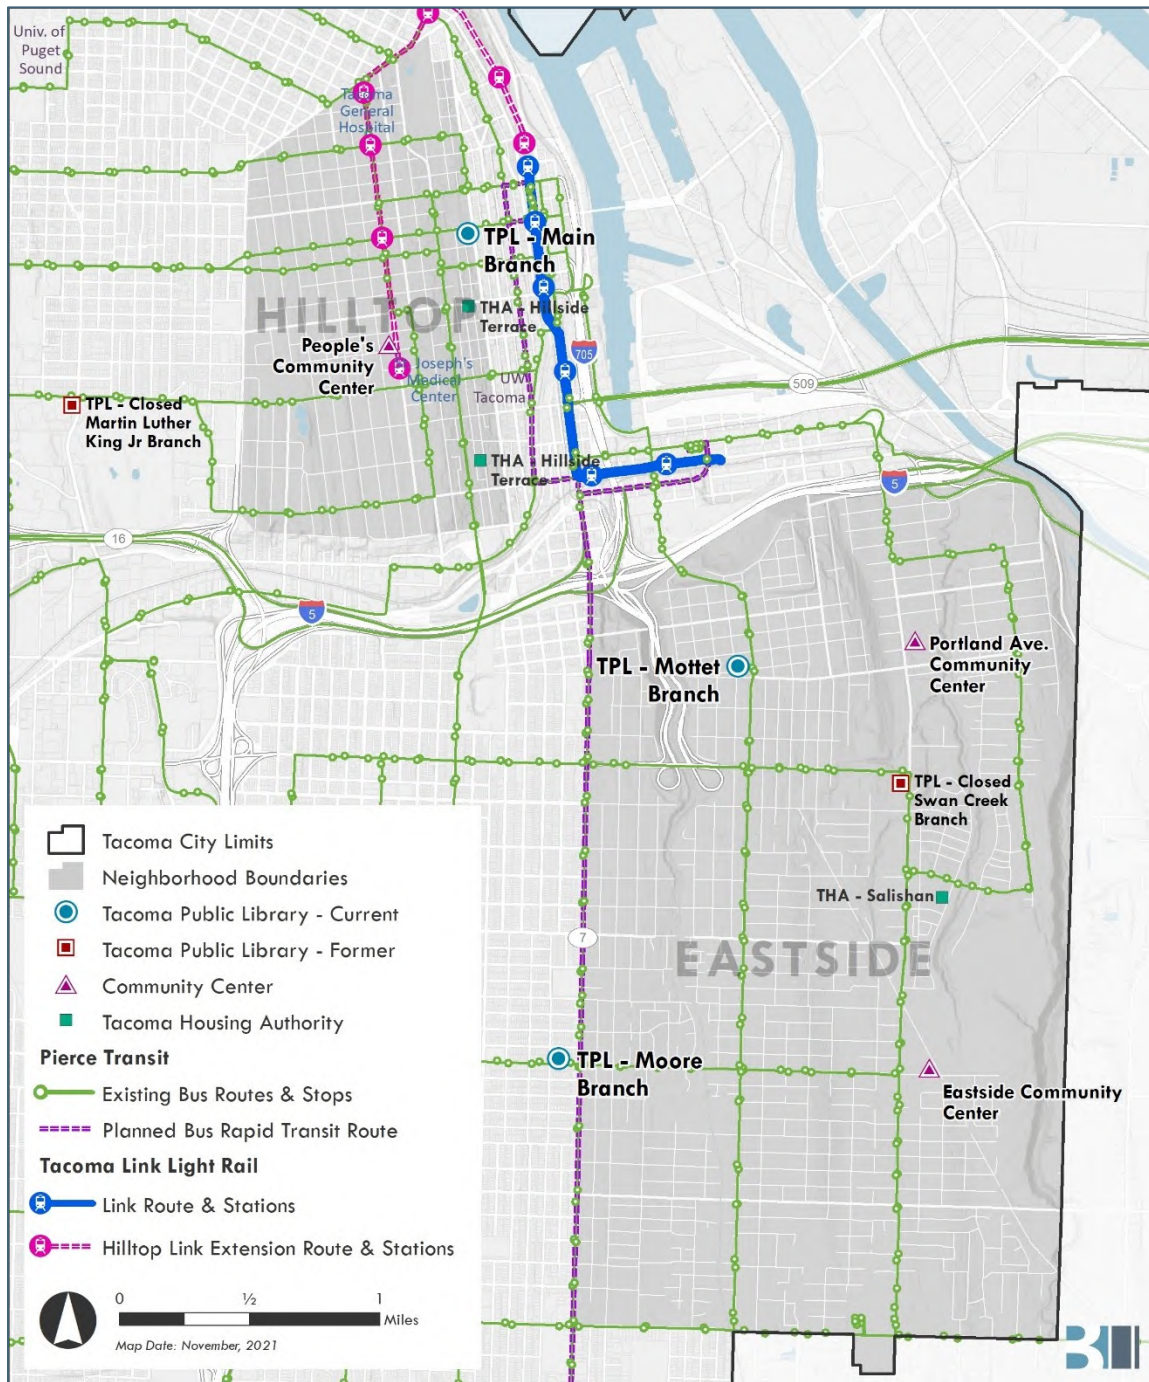 Univ. of
Puget
Sound
Tacoma
General
Hospital
TPL - Main
Branch
HILLTOP
THA - Hillside
Terrace
People's
Community
Center
Joseph's
Medical
Center
UW
Tacoma
705
509
TPL - Closed
Martin Luther
King Jr Branch
THA - Hillside
Terrace
5
16
5
Portland Ave.
Community
Center
TPL - Mottet
Branch
TPL - Closed
Swan Creek
Branch
THA - Salishan
7
EASTSIDE
TPL - Moore
Branch
Eastside Community
Center
Tacoma City Limits
Neighborhood Boundaries
Tacoma Public Library - Current
Tacoma Public Library - Former
Community Center
Tacoma Housing Authority
Pierce Transit
Existing Bus Routes & Stops
Planned Bus Rapid Transit Route
Tacoma Link Light Rail
Link Route & Stations
Hilltop Link Extension Route & Stations
0 ½ 1
Miles
Map Date: November, 2021